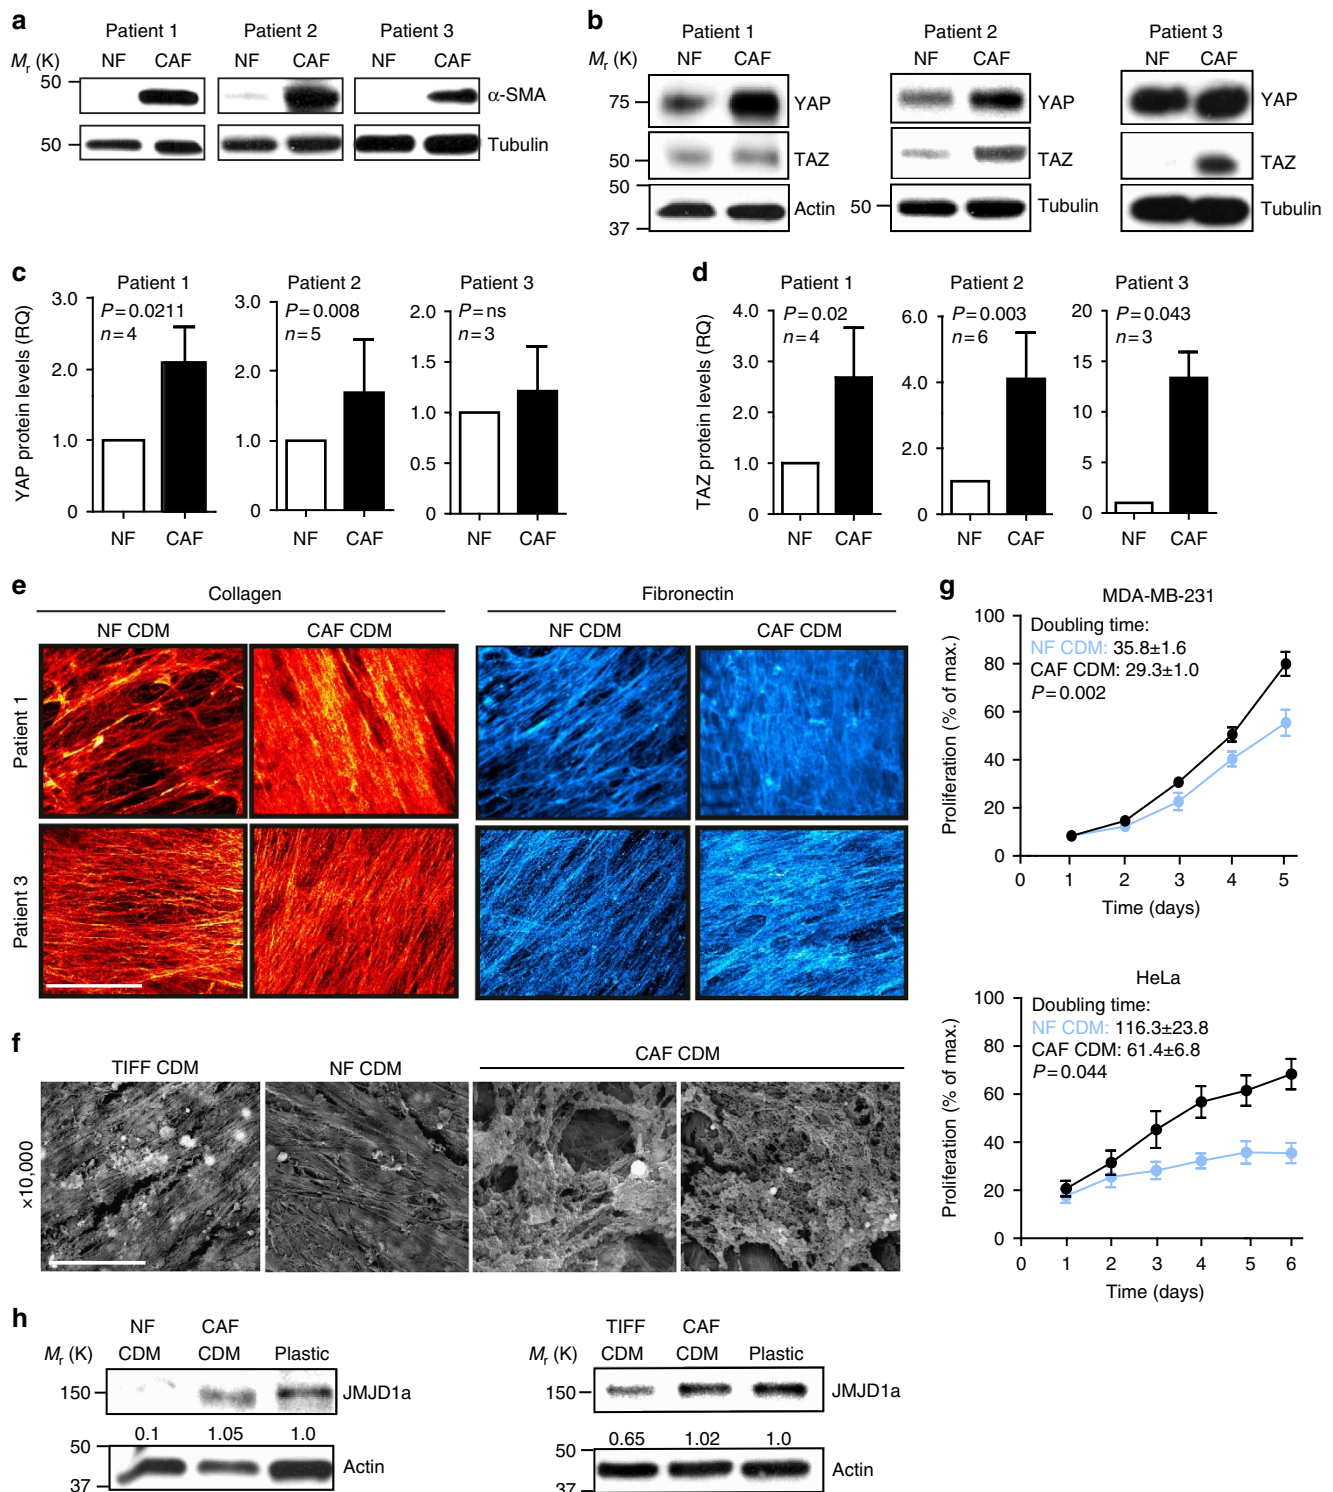 a
Patient 1 Patient 2 Patient 3
Mr (K) NF CAF NF CAF NF CAF
50 α-SMA
50 Tubulin
b
Patient 1 Patient 2 Patient 3
Mr (K) NF CAF NF CAF NF CAF
75 YAP YAP YAP
50 TAZ TAZ TAZ
50
37 Actin 50 Tubulin Tubulin
c
YAP protein levels (RQ)
Patient 1
P=0.0211
n=4
3.0
2.0
1.0
0
NF CAF
Patient 2
P=0.008
n=5
3.0
2.0
1.0
0
NF CAF
Patient 3
P=ns
n=3
2.0
1.5
1.0
0.5
0
NF CAF
d
TAZ protein levels (RQ)
Patient 1
P=0.02
n=4
4.0
3.0
2.0
1.0
0
NF CAF
Patient 2
P=0.003
n=6
6.0
4.0
2.0
0
NF CAF
Patient 3
P=0.043
n=3
20
15
10
5
0
NF CAF
e
Collagen Fibronectin
NF CDM CAF CDM NF CDM CAF CDM
Patient 1
Patient 3
f
TIFF CDM NF CDM CAF CDM
×10,000
g
MDA-MB-231
Doubling time:
NF CDM: 35.8±1.6
CAF CDM: 29.3±1.0
P=0.002
Proliferation (% of max.)
100
80
60
40
20
0
0 1 2 3 4 5
Time (days)
HeLa
Doubling time:
NF CDM: 116.3±23.8
CAF CDM: 61.4±6.8
P=0.044
Proliferation (% of max.)
100
80
60
40
20
0
0 1 2 3 4 5 6
Time (days)
h
NF CAF
Mr (K) CDM CDM Plastic
150 JMJD1a
0.1 1.05 1.0
50
37 Actin
TIFF CAF
Mr (K) CDM CDM Plastic
150 JMJD1a
0.65 1.02 1.0
50
37 Actin